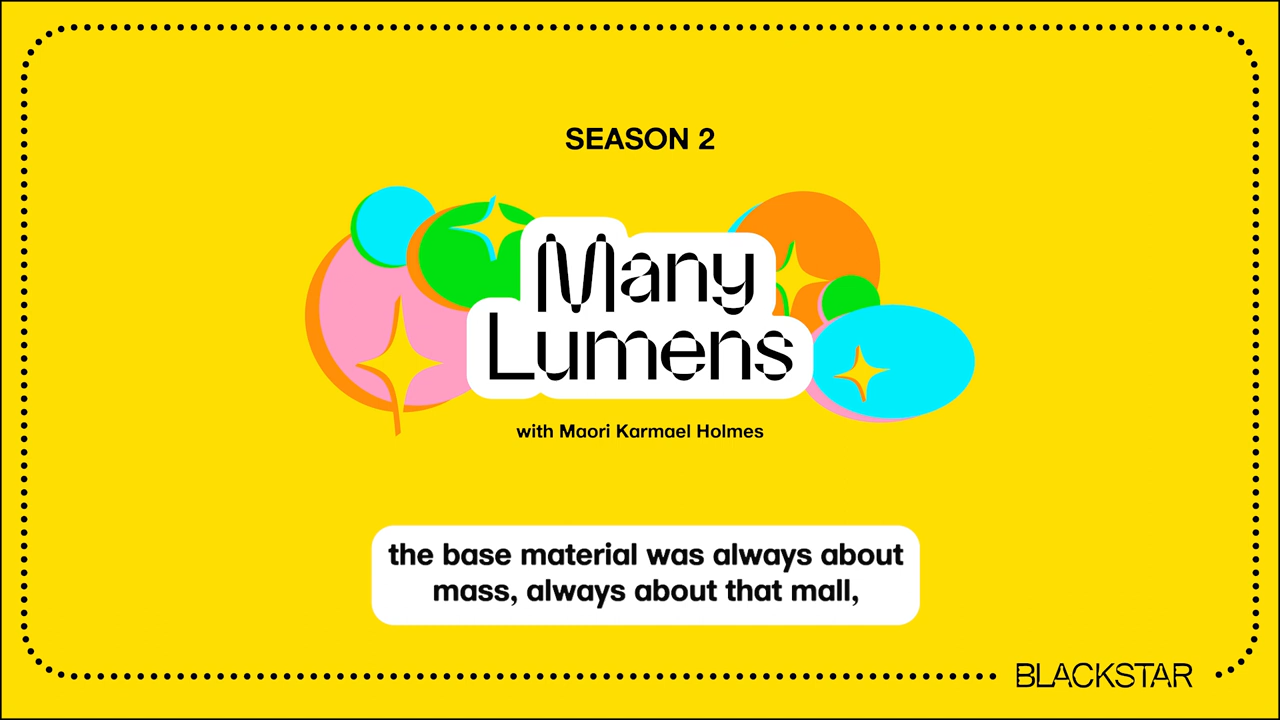 SEASON 2
Many
Lumens
with Maori Karmael Holmes
the base material was always about
mass, always about that mall,
BLACKSTAR